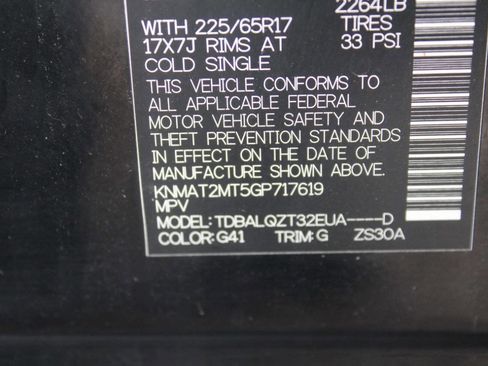 2264LB
WITH 225/65R17 TIRES
17X7J RIMS AT 33 PSI
COLD SINGLE
THIS VEHICLE CONFORMS TO
ALL APPLICABLE FEDERAL
MOTOR VEHICLE SAFETY AND
THEFT PREVENTION STANDARDS
IN EFFECT ON THE DATE OF
MANUFACTURE SHOWN ABOVE.
KNMAT2MT5GP717619
MPV
MODEL: TDBALQZT32EUA----D
COLOR:G41 TRIM:G ZS30A